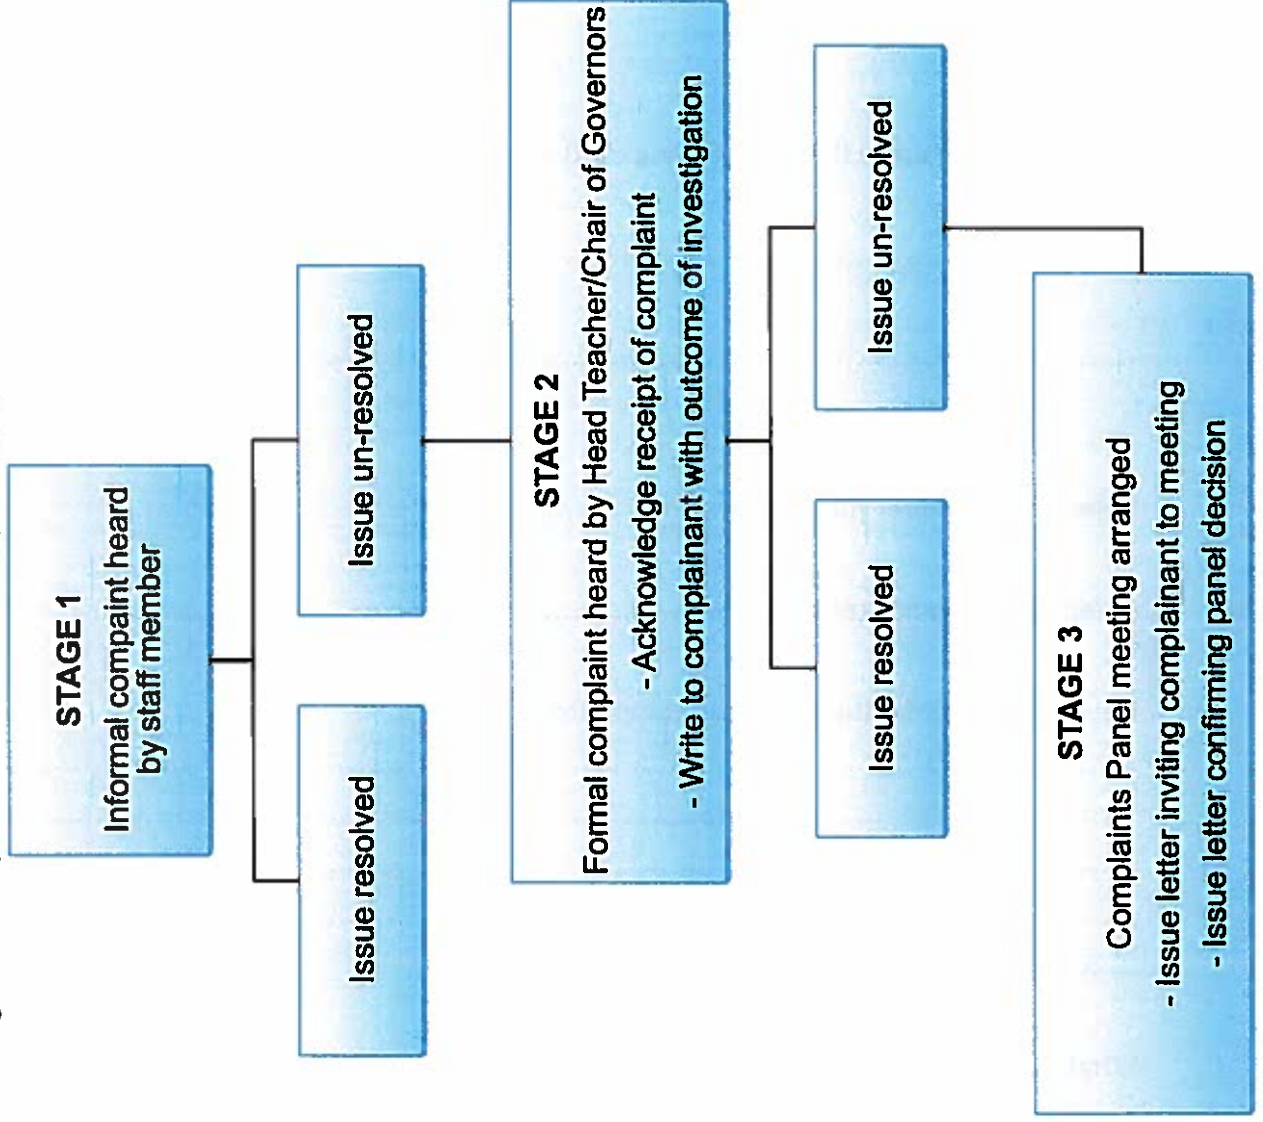 STAGE 1
Informal compaint heard
by staff member
Issue resolved
Issue un-resolved
STAGE 2
Formal complaint heard by Head Teacher/Chair of Governors
- Acknowledge receipt of complaint
- Write to complainant with outcome of investigation
Issue resolved
Issue un-resolved
STAGE 3
Complaints Panel meeting arranged
- Issue letter inviting complainant to meeting
- Issue letter confirming panel decision